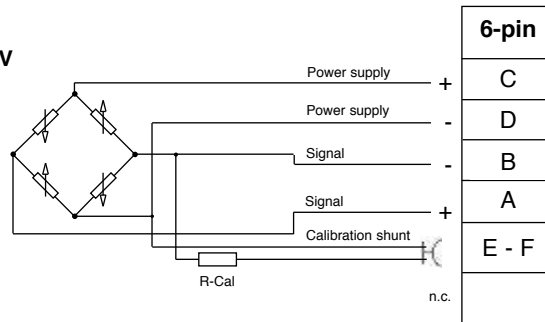 6-pin
V
Power supply + C
Power supply - D
Signal - B
Signal + A
Calibration shunt E - F
R-Cal
n.c.